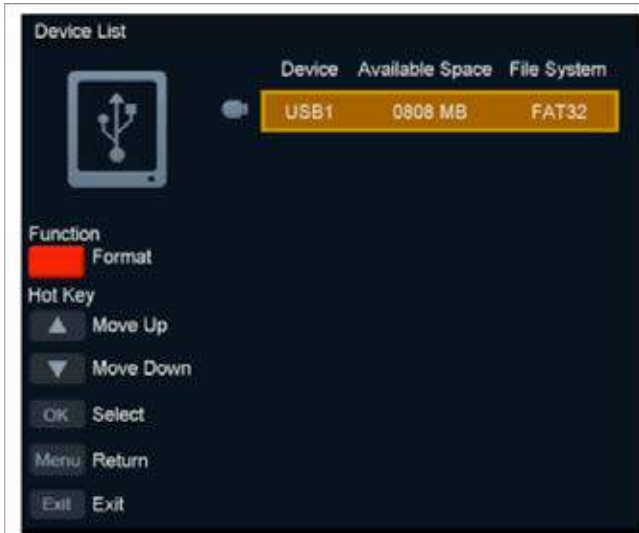 Device List
Device Available Space File System
USB1 0808 MB FAT32
Function
Format
Hot Key
Move Up
Move Down
OK Select
Menu Return
Exit Exit